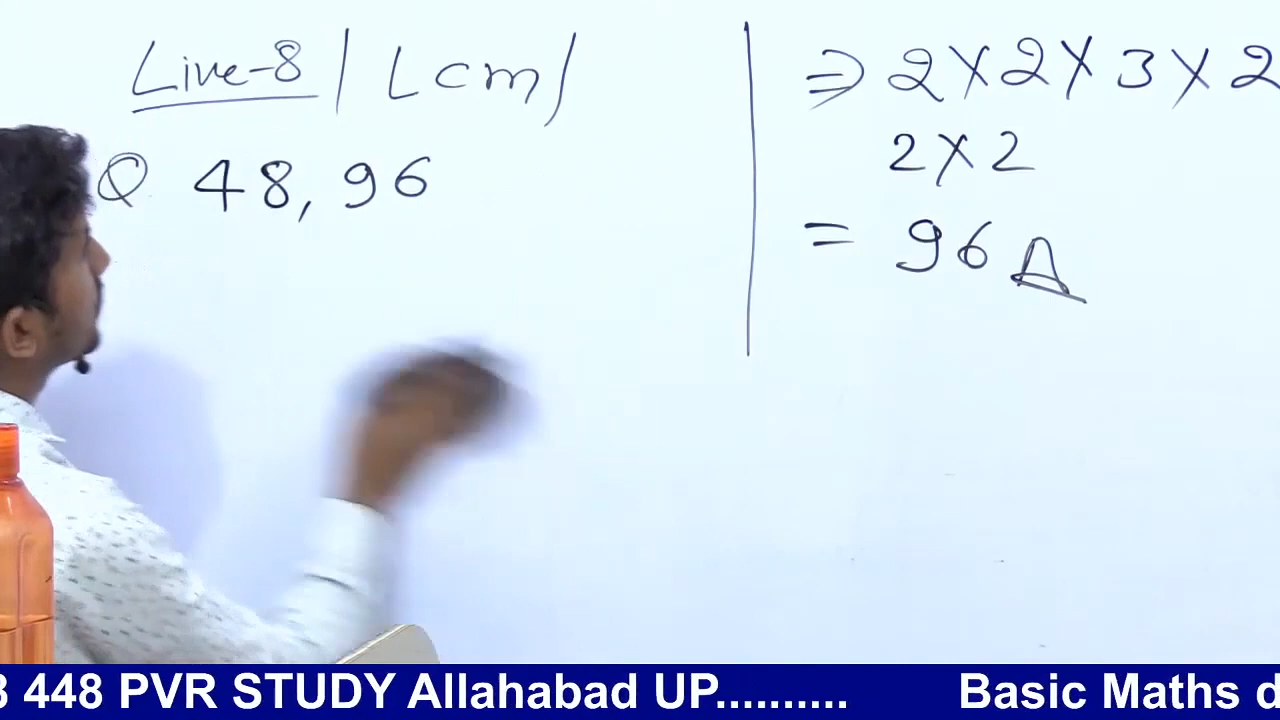 Live-8 / Lcm /
Q 48, 96
⇒ 2 X 2 X 3 X 2
2 X 2
= 96 A
3 448 PVR STUDY Allahabad UP.......... Basic Maths d